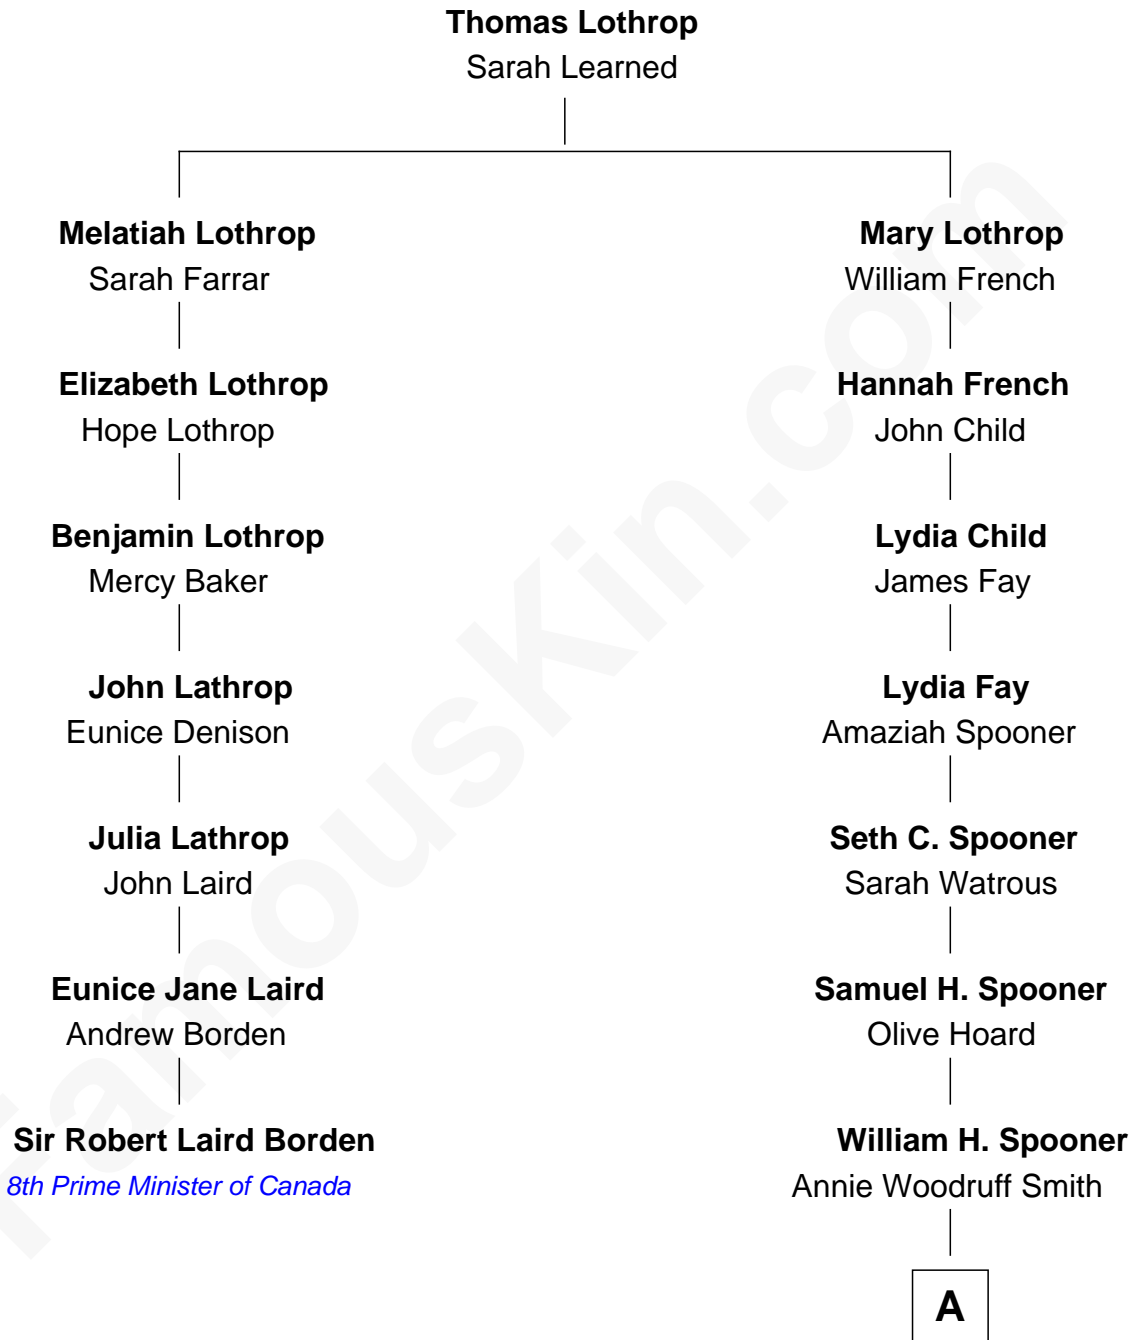 Thomas Lothrop
Sarah Learned
Melatiah Lothrop
Sarah Farrar
Elizabeth Lothrop
Hope Lothrop
Benjamin Lothrop
Mercy Baker
John Lathrop
Eunice Denison
Julia Lathrop
John Laird
Eunice Jane Laird
Andrew Borden
Sir Robert Laird Borden
8th Prime Minister of Canada
Mary Lothrop
William French
Hannah French
John Child
Lydia Child
James Fay
Lydia Fay
Amaziah Spooner
Seth C. Spooner
Sarah Watrous
Samuel H. Spooner
Olive Hoard
William H. Spooner
Annie Woodruff Smith
A
FamousKin.com